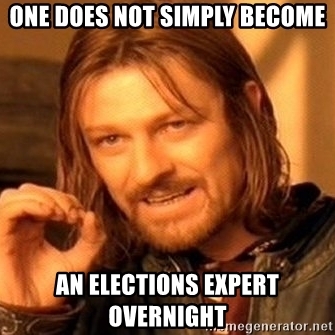 ONE DOES NOT SIMPLY BECOME
AN ELECTIONS EXPERT
OVERNIGHT
memegenerator.net